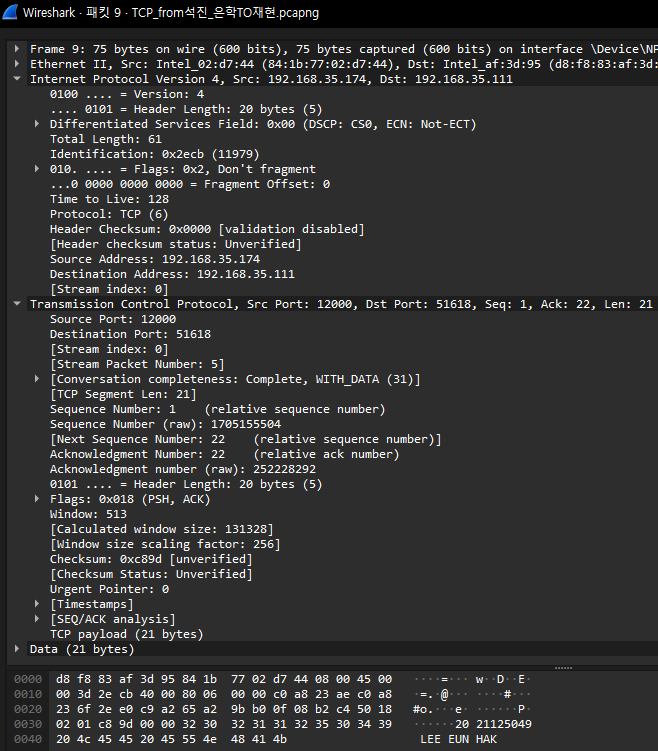 Wireshark · 패킷 9 · TCP_from석진_은학TO재현.pcapng
Frame 9: 75 bytes on wire (600 bits), 75 bytes captured (600 bits) on interface \Device\NP
Ethernet II, Src: Intel_02:d7:44 (84:1b:77:02:d7:44), Dst: Intel_af:3d:95 (d8:f8:83:af:3d:
Internet Protocol Version 4, Src: 192.168.35.174, Dst: 192.168.35.111
0100 .... = Version: 4
.... 0101 = Header Length: 20 bytes (5)
Differentiated Services Field: 0x00 (DSCP: CS0, ECN: Not-ECT)
Total Length: 61
Identification: 0x2ecb (11979)
010. .... = Flags: 0x2, Don't fragment
...0 0000 0000 0000 = Fragment Offset: 0
Time to Live: 128
Protocol: TCP (6)
Header Checksum: 0x0000 [validation disabled]
[Header checksum status: Unverified]
Source Address: 192.168.35.174
Destination Address: 192.168.35.111
[Stream index: 0]
Transmission Control Protocol, Src Port: 12000, Dst Port: 51618, Seq: 1, Ack: 22, Len: 21
Source Port: 12000
Destination Port: 51618
[Stream index: 0]
[Stream Packet Number: 5]
[Conversation completeness: Complete, WITH_DATA (31)]
[TCP Segment Len: 21]
Sequence Number: 1    (relative sequence number)
Sequence Number (raw): 1705155504
[Next Sequence Number: 22    (relative sequence number)]
Acknowledgment Number: 22    (relative ack number)
Acknowledgment number (raw): 252228292
0101 .... = Header Length: 20 bytes (5)
Flags: 0x018 (PSH, ACK)
Window: 513
[Calculated window size: 131328]
[Window size scaling factor: 256]
Checksum: 0xc89d [unverified]
[Checksum Status: Unverified]
Urgent Pointer: 0
[Timestamps]
[SEQ/ACK analysis]
TCP payload (21 bytes)
Data (21 bytes)
0000  d8 f8 83 af 3d 95 84 1b  77 02 d7 44 08 00 45 00  ····=··· w··D··E·
0010  00 3d 2e cb 40 00 80 06  00 00 c0 a8 23 ae c0 a8  ·=.·@··· ····#···
0020  23 6f 2e e0 c9 a2 65 a2  9b b0 0f 08 b2 c4 50 18  #o.···e· ······P·
0030  02 01 c8 9d 00 00 32 30  32 31 31 32 35 30 34 39  ······20 21125049
0040  20 4c 45 45 20 45 55 4e  48 41 4b  LEE EUN HAK